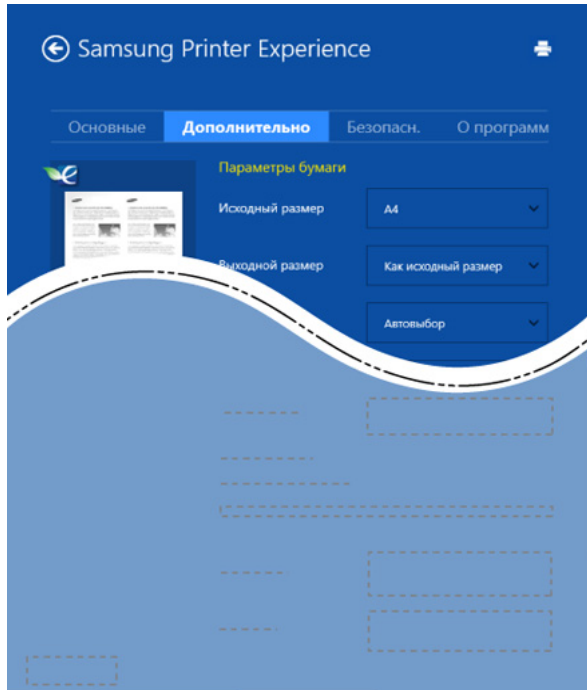 Samsung Printer Experience
Основные Дополнительно Безопасн. О программ
Параметры бумаги
Исходный размер A4
Выходной размер Как исходный размер
Автовыбор